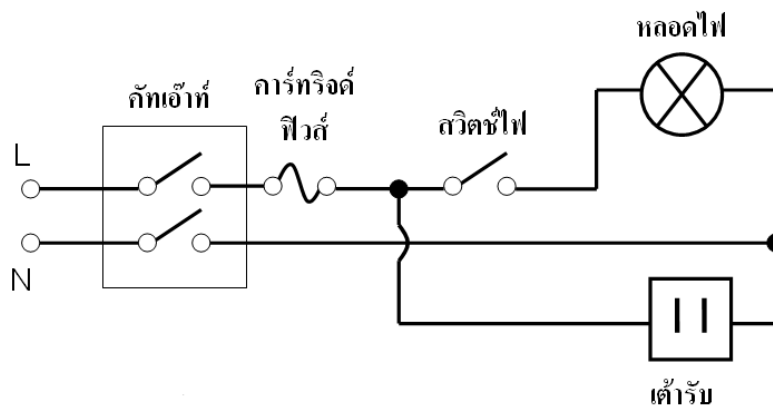 หลอดไฟ
คัทเอ๊าท์
คาร์ทริจด์
ฟิวส์
สวิตช์ไฟ
L
N
เต้ารับ